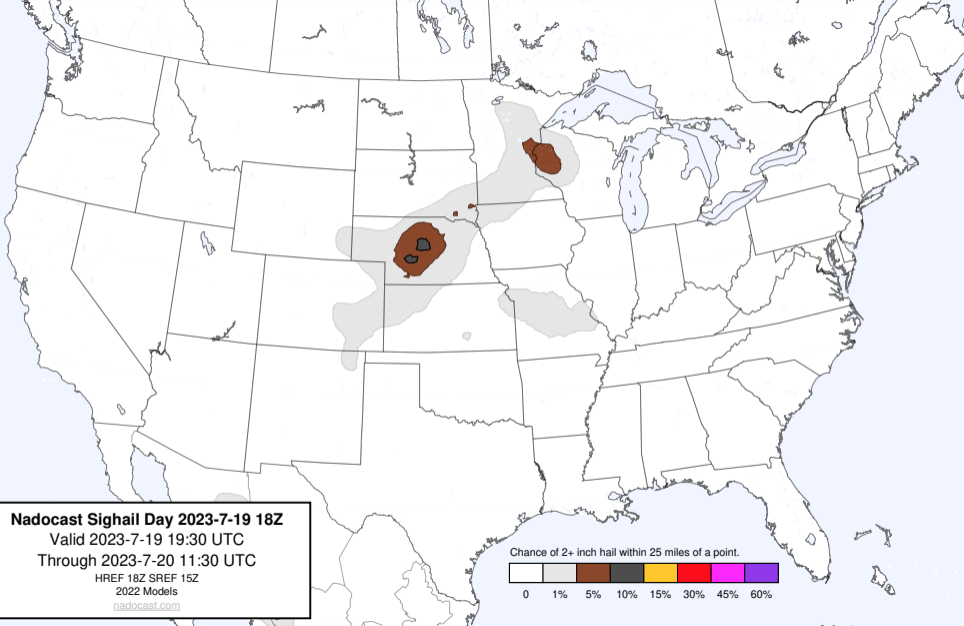 Nadocast Sighail Day 2023-7-19 18Z
Valid 2023-7-19 19:30 UTC
Through 2023-7-20 11:30 UTC
HREF 18Z SREF 15Z
2022 Models
nadocast.com
Chance of 2+ inch hail within 25 miles of a point.
0 1% 5% 10% 15% 30% 45% 60%